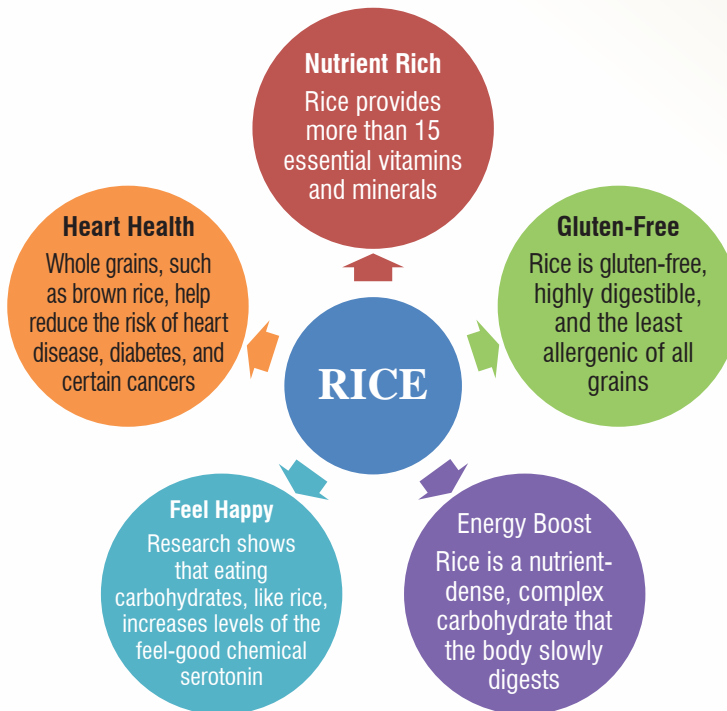 Nutrient Rich
Rice provides
more than 15
essential vitamins
and minerals
Heart Health
Whole grains, such
as brown rice, help
reduce the risk of heart
disease, diabetes, and
certain cancers
Gluten-Free
Rice is gluten-free,
highly digestible,
and the least
allergenic of all
grains
RICE
Feel Happy
Research shows
that eating
carbohydrates, like rice,
increases levels of the
feel-good chemical
serotonin
Energy Boost
Rice is a nutrient-
dense, complex
carbohydrate that
the body slowly
digests